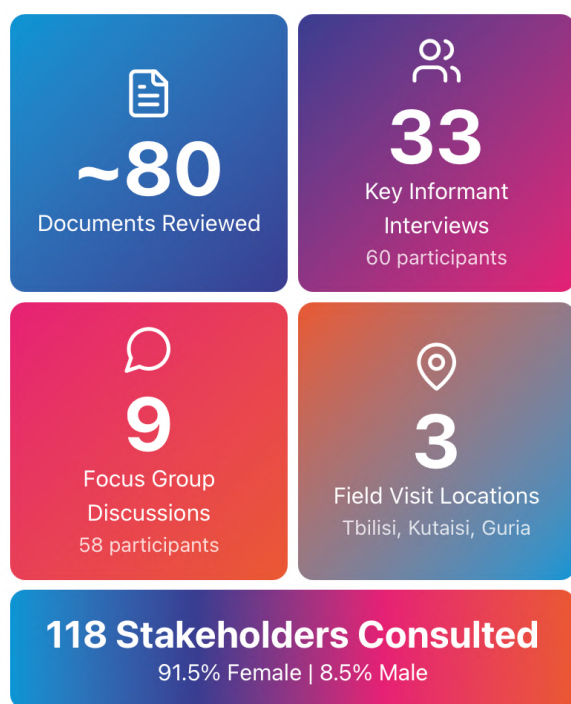 ~80
Documents Reviewed
33
Key Informant
Interviews
60 participants
9
Focus Group
Discussions
58 participants
3
Field Visit Locations
Tbilisi, Kutaisi, Guria
118 Stakeholders Consulted
91.5% Female | 8.5% Male